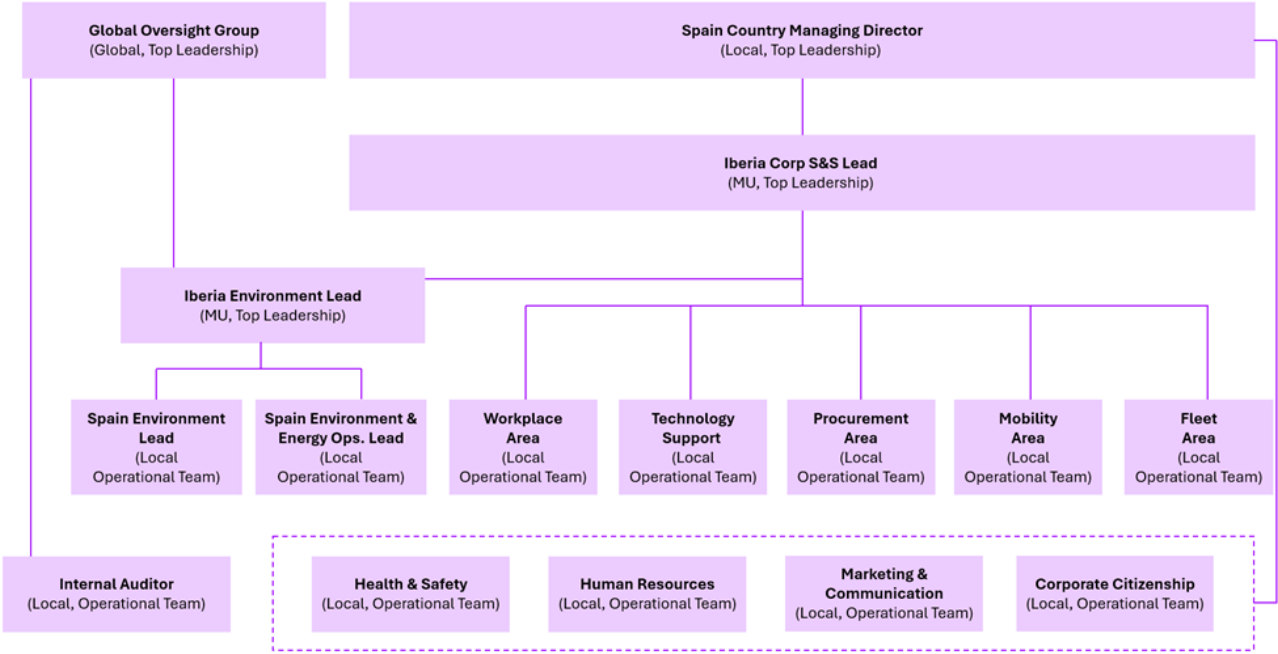 Global Oversight Group
(Global, Top Leadership)
Spain Country Managing Director
(Local, Top Leadership)
Iberia Corp S&S Lead
(MU, Top Leadership)
Iberia Environment Lead
(MU, Top Leadership)
Spain Environment
Lead
(Local
Operational Team)
Spain Environment &
Energy Ops. Lead
(Local
Operational Team)
Workplace
Area
(Local
Operational Team)
Technology
Support
(Local
Operational Team)
Procurement
Area
(Local
Operational Team)
Mobility
Area
(Local
Operational Team)
Fleet
Area
(Local
Operational Team)
Internal Auditor
(Local, Operational Team)
Health & Safety
(Local, Operational Team)
Human Resources
(Local, Operational Team)
Marketing &
Communication
(Local, Operational Team)
Corporate Citizenship
(Local, Operational Team)